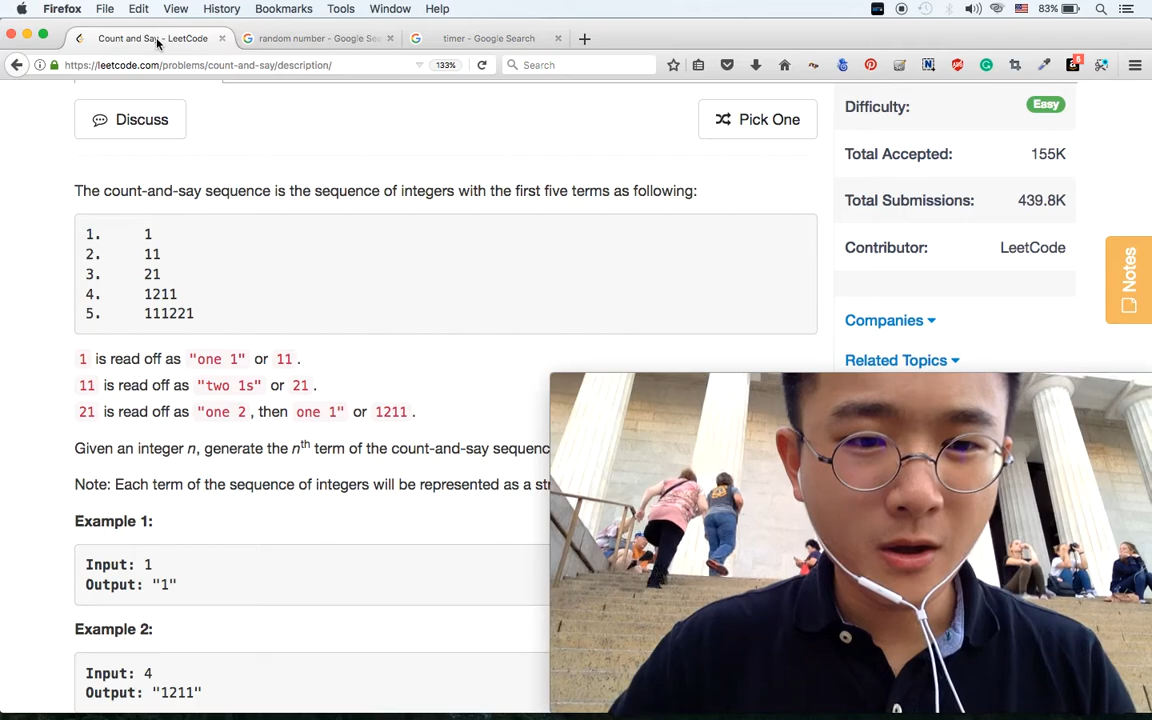 Firefox File Edit View History Bookmarks Tools Window Help 83%
Count and Say - LeetCode random number - Google Sea timer - Google Search
https://leetcode.com/problems/count-and-say/description/ 133% Search
Discuss Pick One
The count-and-say sequence is the sequence of integers with the first five terms as following:
1. 1
2. 11
3. 21
4. 1211
5. 111221
1 is read off as "one 1" or 11.
11 is read off as "two 1s" or 21.
21 is read off as "one 2, then one 1" or 1211.
Given an integer n, generate the nth term of the count-and-say sequenc
Note: Each term of the sequence of integers will be represented as a st
Example 1:
Input: 1
Output: "1"
Example 2:
Input: 4
Output: "1211"
Difficulty: Easy
Total Accepted: 155K
Total Submissions: 439.8K
Contributor: LeetCode
Companies
Related Topics
Notes